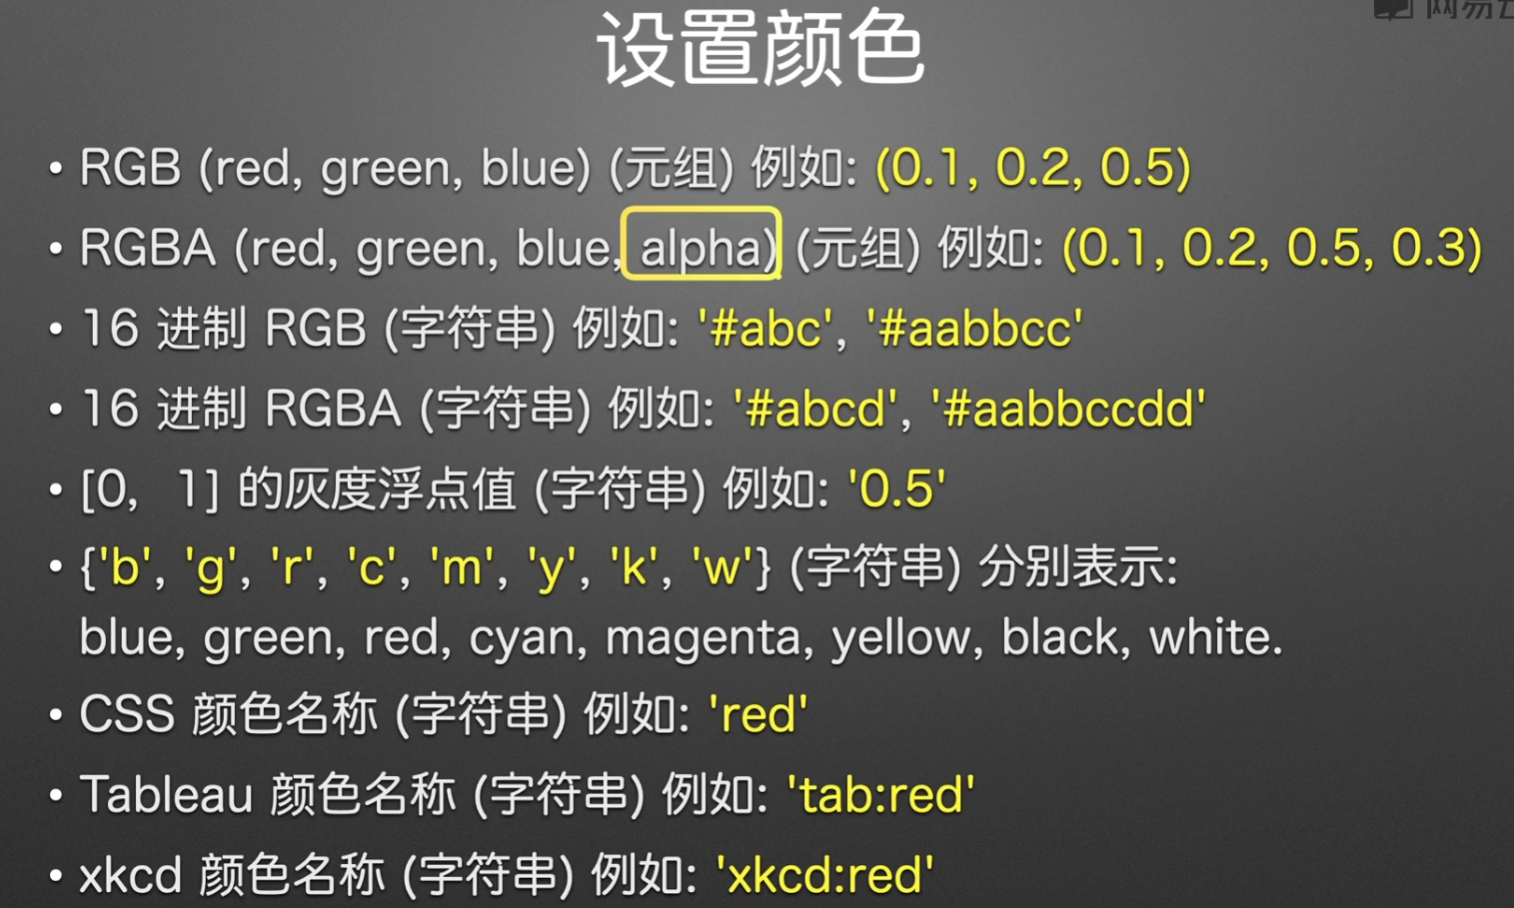 网易
设置颜色
• RGB (red, green, blue) (元组) 例如: (0.1, 0.2, 0.5)
• RGBA (red, green, blue, alpha) (元组) 例如: (0.1, 0.2, 0.5, 0.3)
• 16 进制 RGB (字符串) 例如: '#abc', '#aabbcc'
• 16 进制 RGBA (字符串) 例如: '#abcd', '#aabbccdd'
• [0, 1] 的灰度浮点值 (字符串) 例如: '0.5'
• {'b', 'g', 'r', 'c', 'm', 'y', 'k', 'w'} (字符串) 分别表示:
blue, green, red, cyan, magenta, yellow, black, white.
• CSS 颜色名称 (字符串) 例如: 'red'
• Tableau 颜色名称 (字符串) 例如: 'tab:red'
• xkcd 颜色名称 (字符串) 例如: 'xkcd:red'